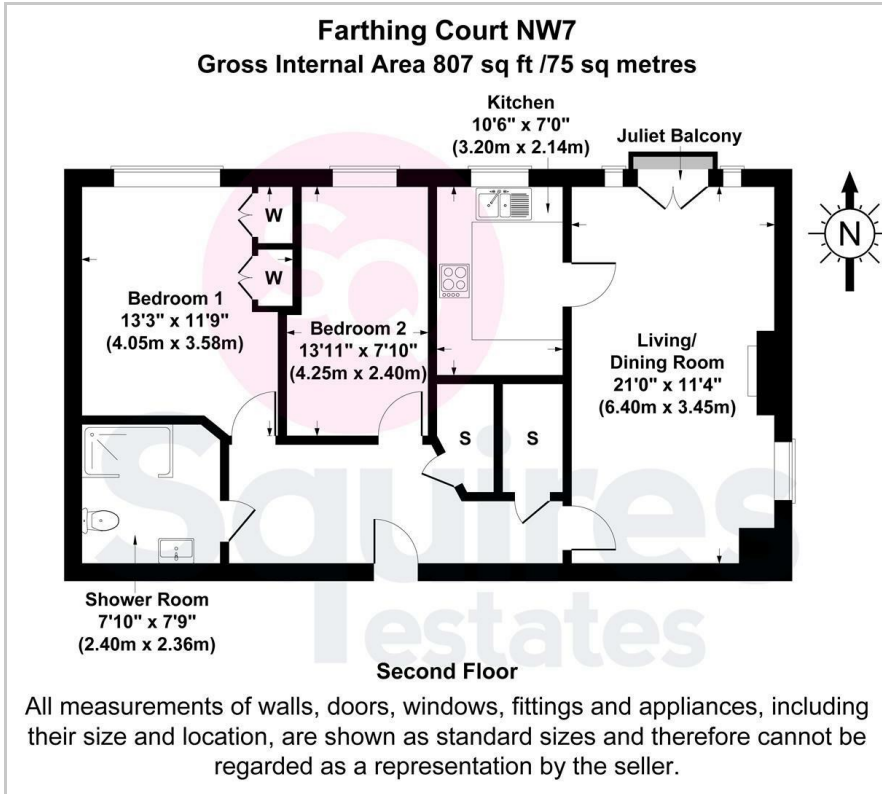 Farthing Court NW7
Gross Internal Area 807 sq ft /75 sq metres
Kitchen
10'6" x 7'0"
(3.20m x 2.14m)
Juliet Balcony
W
W
N
Bedroom 1
13'3" x 11'9"
(4.05m x 3.58m)
Bedroom 2
13'11" x 7'10"
(4.25m x 2.40m)
Living/
Dining Room
21'0" x 11'4"
(6.40m x 3.45m)
S
S
SQ
Squires
estates
Shower Room
7'10" x 7'9"
(2.40m x 2.36m)
Second Floor
All measurements of walls, doors, windows, fittings and appliances, including
their size and location, are shown as standard sizes and therefore cannot be
regarded as a representation by the seller.